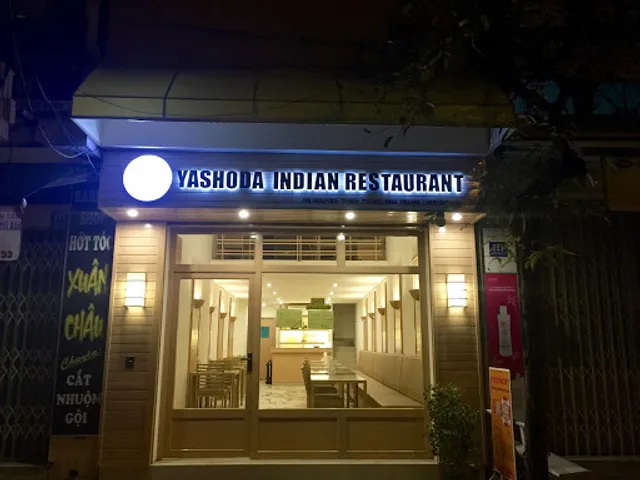 YASHODA INDIAN RESTAURANT
HỚT TÓC
XUÂN
CHÂU
Chuyên:
CẮT
NHUỘM
GỘI